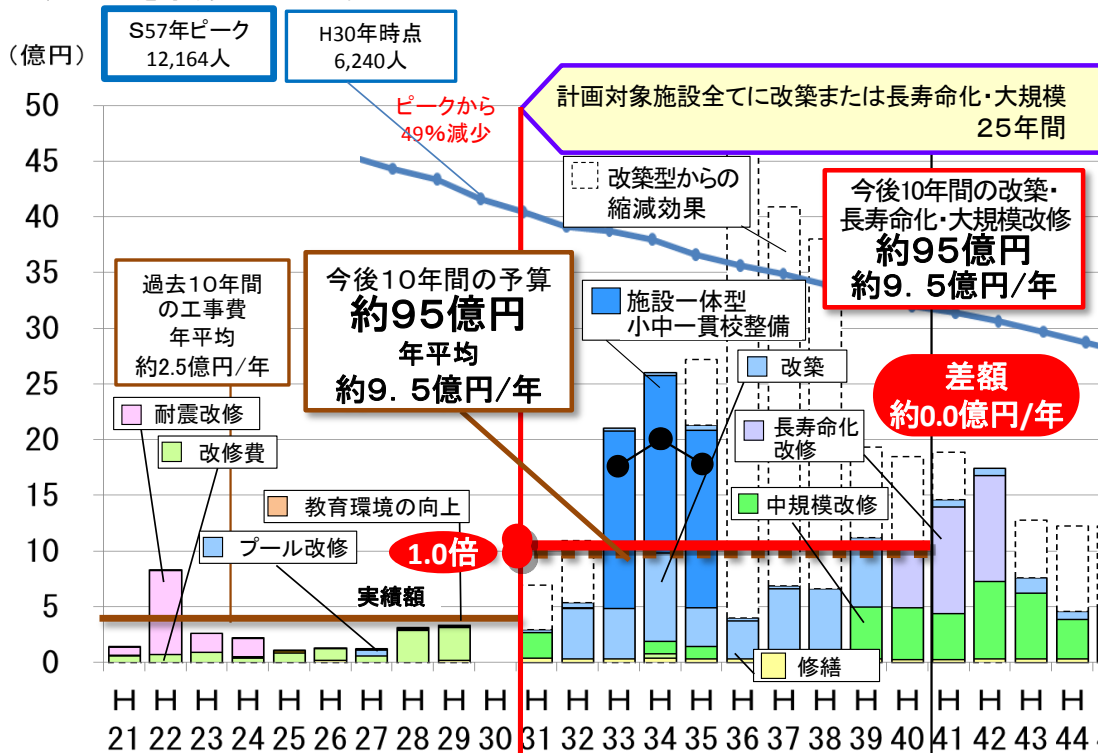 S57年ピーク
12,164人
H30年時点
6,240人
（億円）
ピークから
49%減少
計画対象施設全てに改築または長寿命化・大規模
25年間
改築型からの
縮減効果
今後10年間の改築・
長寿命化・大規模改修
約95億円
約9.5億円/年
過去10年間
の工事費
年平均
約2.5億円/年
今後10年間の予算
約95億円
年平均
約9.5億円/年
施設一体型
小中一貫校整備
改築
差額
約0.0億円/年
耐震改修
改修費
長寿命化
改修
教育環境の向上
中規模改修
プール改修
1.0倍
実績額
修繕
50
45
40
35
30
25
20
15
10
5
0
H H H H H H H H H H H H H H H H H H H H H H H H
21 22 23 24 25 26 27 28 29 30 31 32 33 34 35 36 37 38 39 40 41 42 43 44